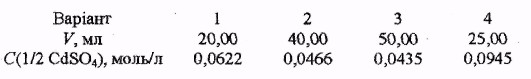 Варіант 1 2 3 4
V, мл 20,00 40,00 50,00 25,00
C(1/2 CdSO₄), моль/л 0,0622 0,0466 0,0435 0,0945